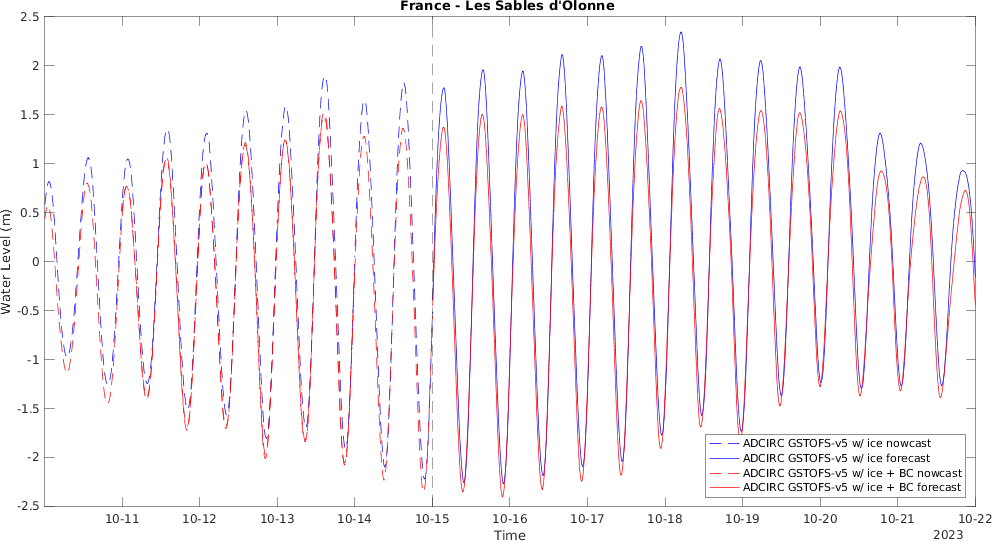 France - Les Sables d'Olonne
2.5
2
1.5
1
0.5
0
-0.5
-1
-1.5
-2
-2.5
Water Level (m)
ADCIRC GSTOFS-v5 w/ ice nowcast
ADCIRC GSTOFS-v5 w/ ice forecast
ADCIRC GSTOFS-v5 w/ ice + BC nowcast
ADCIRC GSTOFS-v5 w/ ice + BC forecast
10-11 10-12 10-13 10-14 10-15 10-16 10-17 10-18 10-19 10-20 10-21 10-22
Time
2023